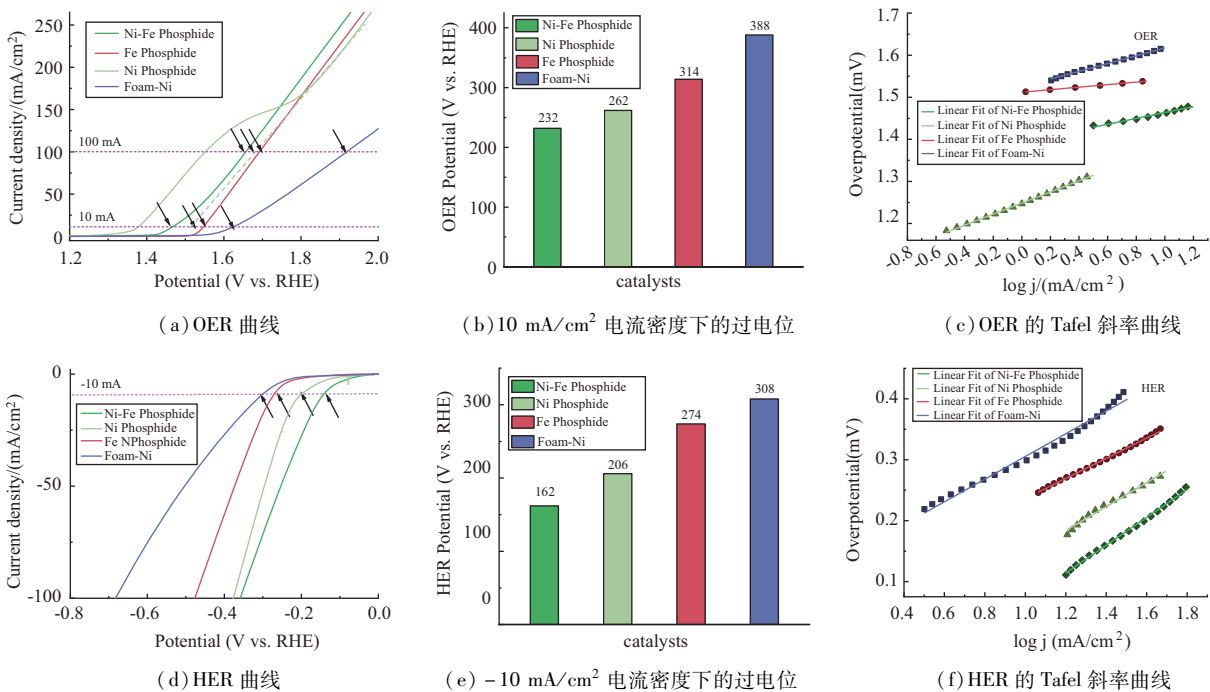 250
200
150
100
50
0
Current density/(mA/cm²)
Ni-Fe Phosphide
Fe Phosphide
Ni Phosphide
Foam-Ni
100 mA
10 mA
1.2 1.4 1.6 1.8 2.0
Potential (V vs. RHE)
(a)OER 曲线
400
300
200
100
0
OER Potential (V vs. RHE)
Ni-Fe Phosphide
Ni Phosphide
Fe Phosphide
Foam-Ni
232
262
314
388
catalysts
(b)10 mA/cm² 电流密度下的过电位
1.7
1.6
1.5
1.4
1.3
1.2
Overpotential(mV)
OER
Linear Fit of Ni-Fe Phosphide
Linear Fit of Ni Phosphide
Linear Fit of Fe Phosphide
Linear Fit of Foam-Ni
-0.8 -0.6 -0.4 -0.2 0.0 0.2 0.4 0.6 0.8 1.0 1.2
log j/(mA/cm²)
(c)OER 的 Tafel 斜率曲线
0
-50
-100
Current density/(mA/cm²)
-10 mA
Ni-Fe Phosphide
Ni Phosphide
Fe NPhosphide
Foam-Ni
-0.8 -0.6 -0.4 -0.2 0.0
Potential (V vs. RHE)
(d)HER 曲线
300
200
100
0
HER Potential (V vs. RHE)
Ni-Fe Phosphide
Ni Phosphide
Fe Phosphide
Foam-Ni
162
206
274
308
catalysts
(e) -10 mA/cm² 电流密度下的过电位
0.4
0.3
0.2
0.1
Overpotential(mV)
Linear Fit of Ni-Fe Phosphide
Linear Fit of Ni Phosphide
Linear Fit of Fe Phosphide
Linear Fit of Foam-Ni
HER
0.4 0.6 0.8 1.0 1.2 1.4 1.6 1.8
log j (mA/cm²)
(f)HER 的 Tafel 斜率曲线